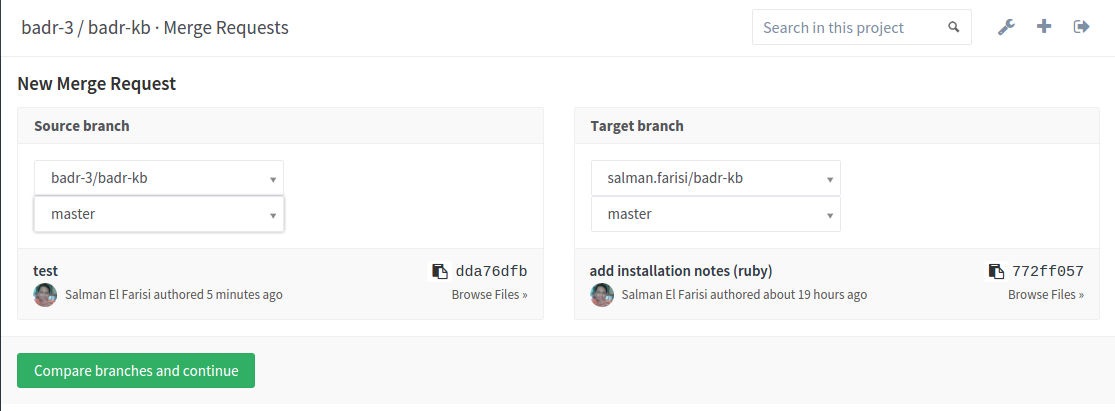 badr-3 / badr-kb · Merge Requests
Search in this project
New Merge Request
Source branch
badr-3/badr-kb
master
test
dda76dfb
Salman El Farisi authored 5 minutes ago
Browse Files »
Target branch
salman.farisi/badr-kb
master
add installation notes (ruby)
772ff057
Salman El Farisi authored about 19 hours ago
Browse Files »
Compare branches and continue